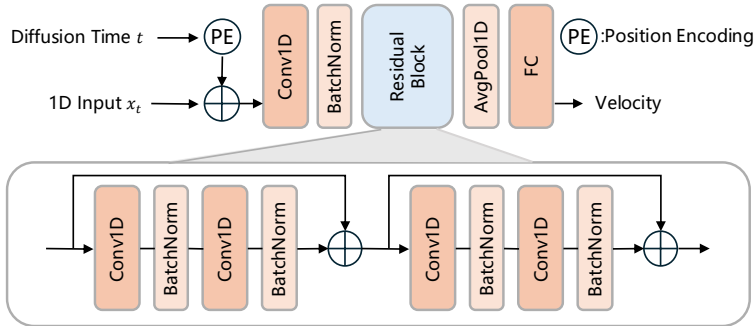 Diffusion Time t
PE
PE :Position Encoding
1D Input xt
Conv1D
BatchNorm
Residual
Block
AvgPool1D
FC
Velocity
Conv1D
BatchNorm
Conv1D
BatchNorm
Conv1D
BatchNorm
Conv1D
BatchNorm